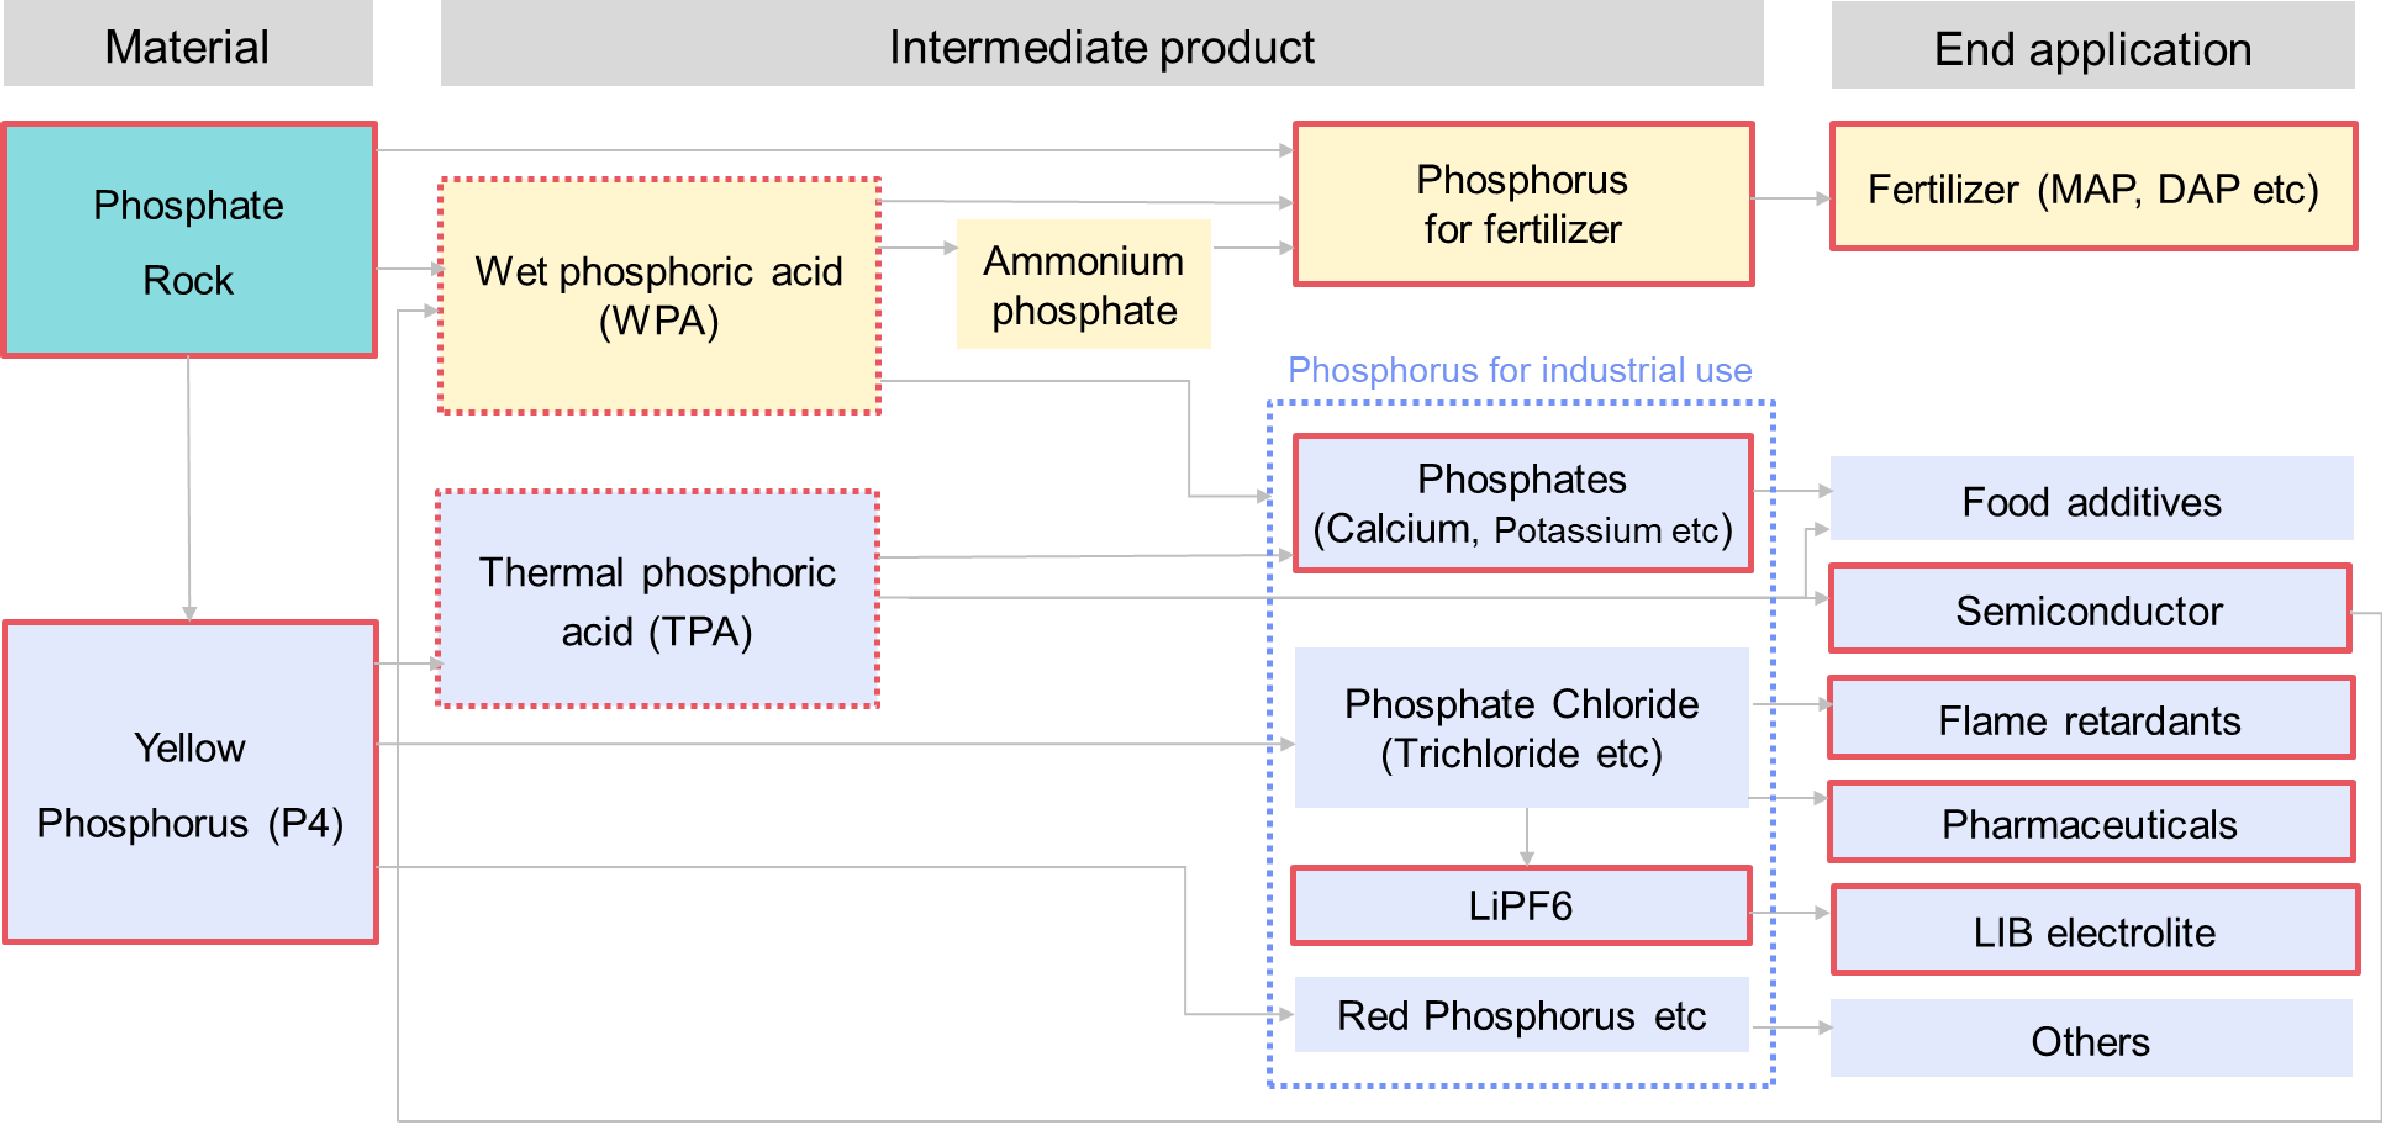 Material
Intermediate product
End application
Phosphate
Rock
Wet phosphoric acid
(WPA)
Ammonium
phosphate
Phosphorus
for fertilizer
Fertilizer (MAP, DAP etc)
Phosphorus for industrial use
Thermal phosphoric
acid (TPA)
Phosphates
(Calcium, Potassium etc)
Food additives
Semiconductor
Yellow
Phosphorus (P4)
Phosphate Chloride
(Trichloride etc)
Flame retardants
Pharmaceuticals
LiPF6
LIB electrolite
Red Phosphorus etc
Others